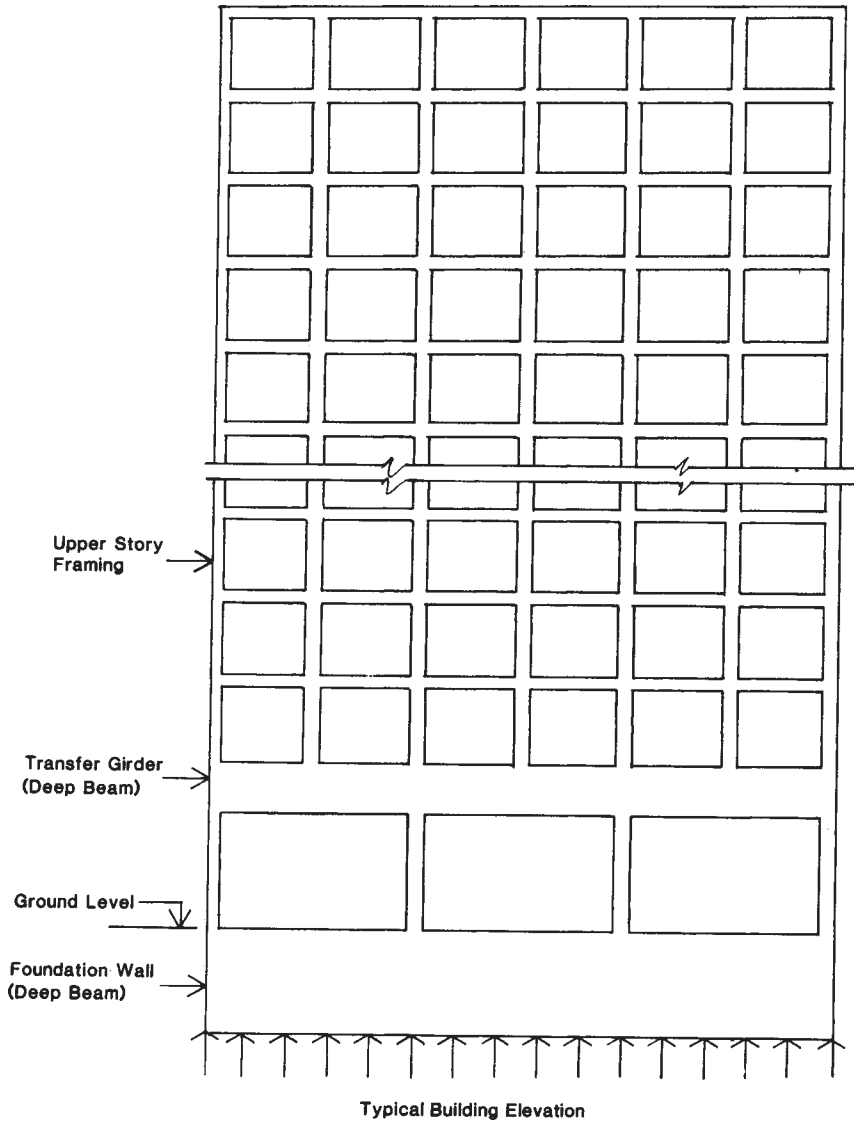 Upper Story
Framing
Transfer Girder
(Deep Beam)
Ground Level
Foundation Wall
(Deep Beam)
Typical Building Elevation